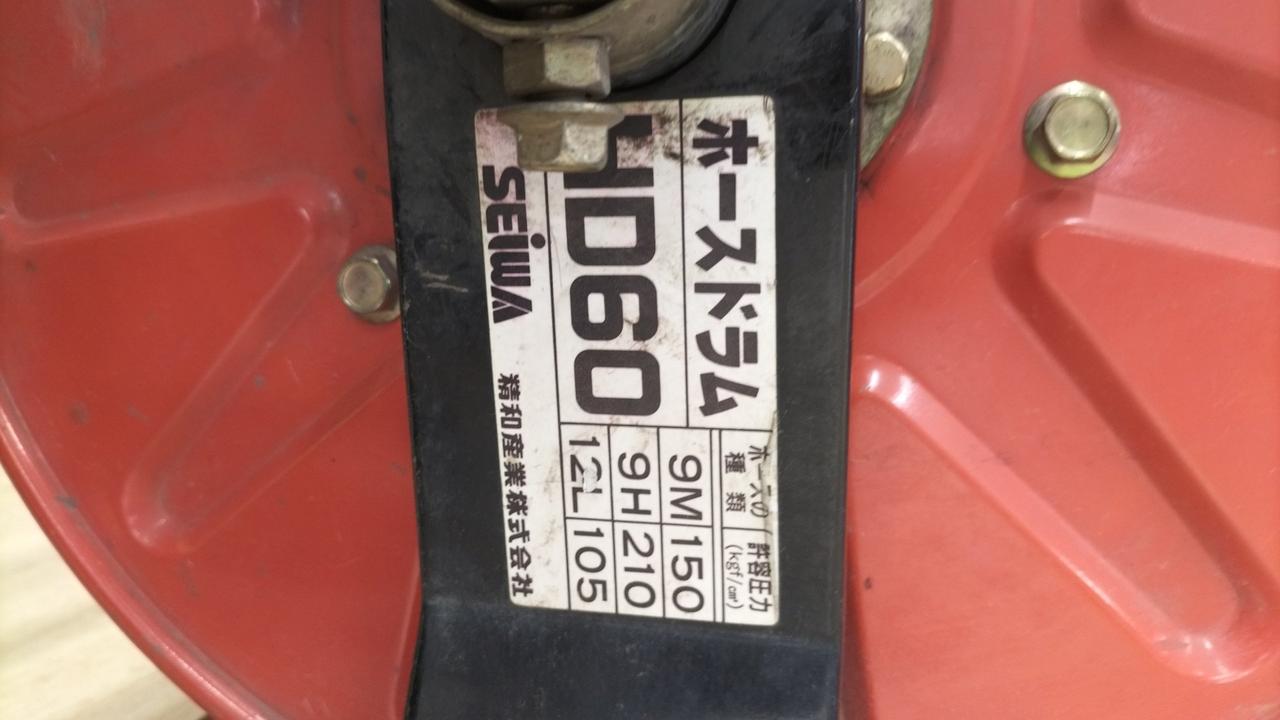 ホースドラム
HD60
ホースの種類 許容圧力(kgf/cm²)
9M 150
9H 210
12L 105
SEiWA 精和産業株式会社